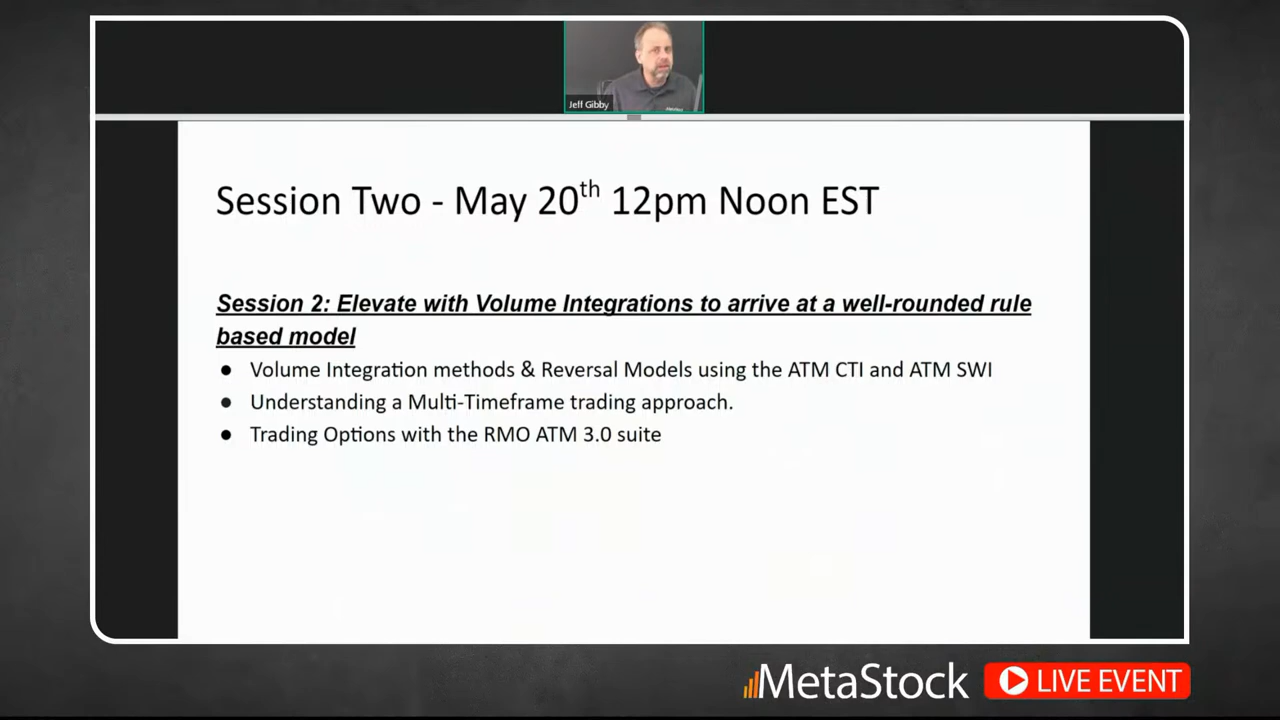 Jeff Gibby
Session Two - May 20th 12pm Noon EST
Session 2: Elevate with Volume Integrations to arrive at a well-rounded rule
based model
● Volume Integration methods & Reversal Models using the ATM CTI and ATM SWI
● Understanding a Multi-Timeframe trading approach.
● Trading Options with the RMO ATM 3.0 suite
MetaStock LIVE EVENT